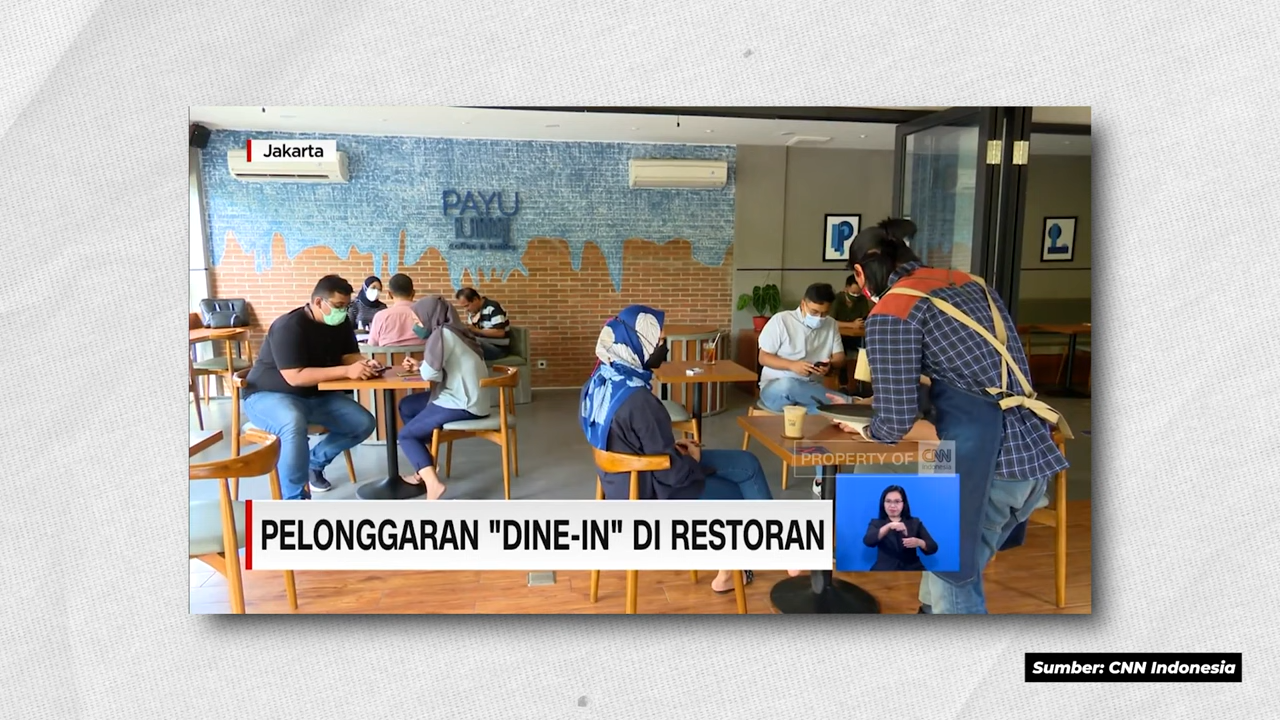 Jakarta
PAYU
PROPERTY OF CNN
Indonesia
PELONGGARAN "DINE-IN" DI RESTORAN
Sumber: CNN Indonesia